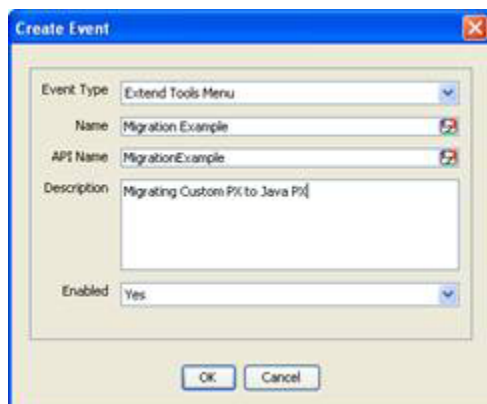 Create Event
Event Type Extend Tools Menu
Name Migration Example
API Name MigrationExample
Description Migrating Custom PX to Java PX
Enabled Yes
OK Cancel